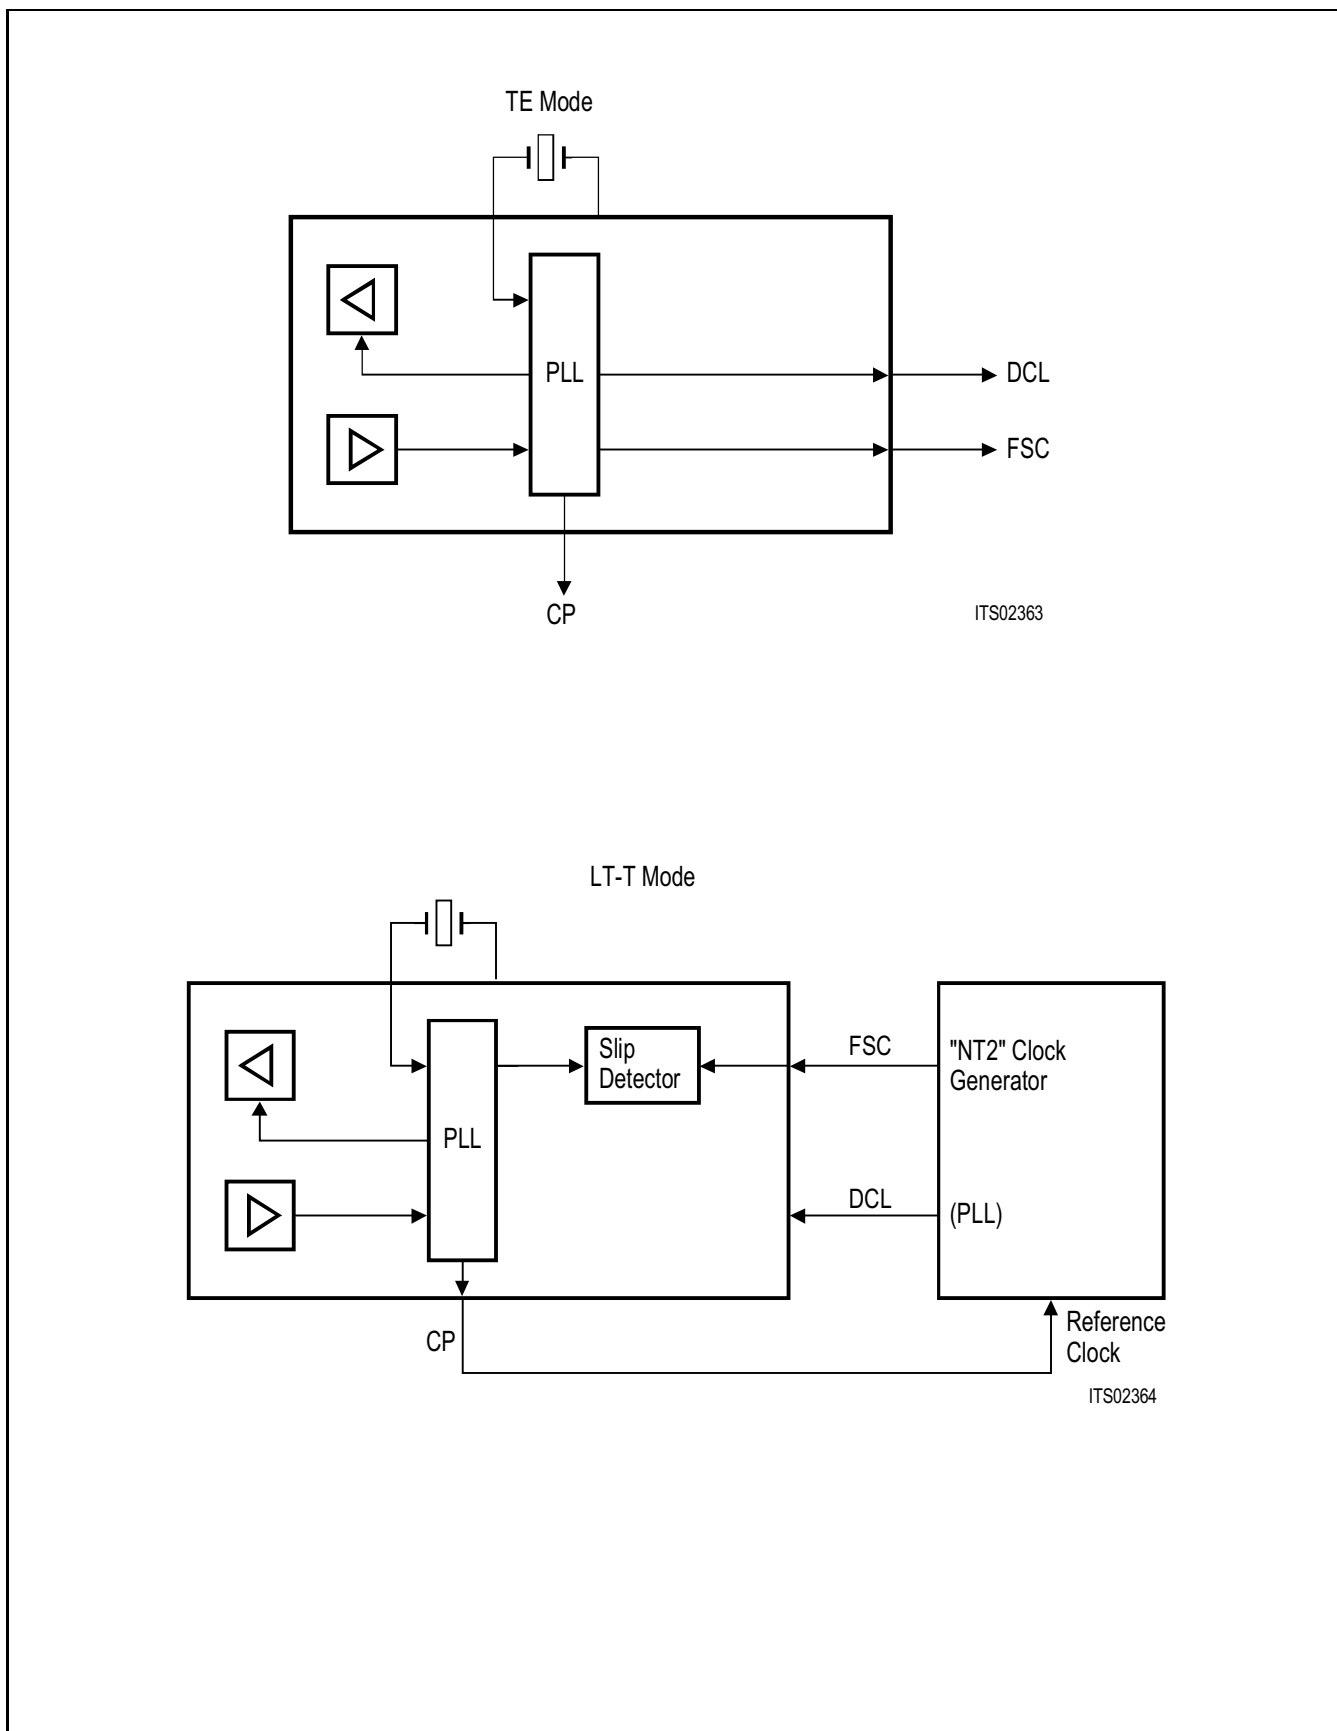 TE Mode
PLL
DCL
FSC
CP
ITS02363
LT-T Mode
Slip
Detector
FSC
"NT2" Clock
Generator
PLL
DCL
(PLL)
CP
Reference
Clock
ITS02364